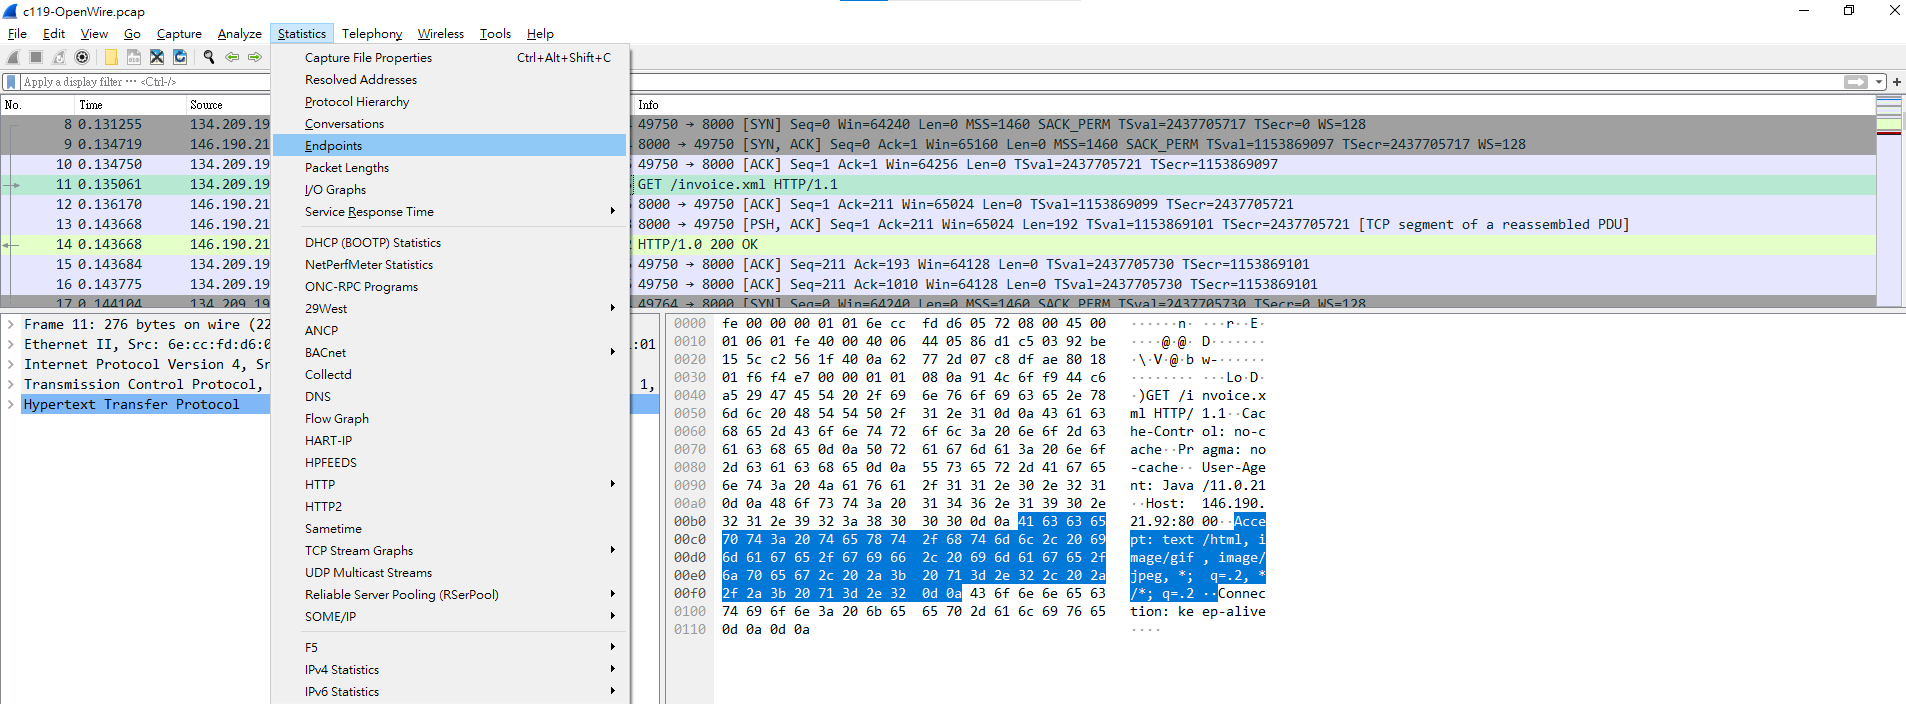 c119-OpenWire.pcap
File Edit View Go Capture Analyze Statistics Telephony Wireless Tools Help
Apply a display filter ··· <Ctrl-/>
No. Time Source Info
8 0.131255 134.209.19 49750 → 8000 [SYN] Seq=0 Win=64240 Len=0 MSS=1460 SACK_PERM TSval=2437705717 TSecr=0 WS=128
9 0.134719 146.190.21 8000 → 49750 [SYN, ACK] Seq=0 Ack=1 Win=65160 Len=0 MSS=1460 SACK_PERM TSval=1153869097 TSecr=2437705717 WS=128
10 0.134750 134.209.19 49750 → 8000 [ACK] Seq=1 Ack=1 Win=64256 Len=0 TSval=2437705721 TSecr=1153869097
11 0.135061 134.209.19 GET /invoice.xml HTTP/1.1
12 0.136170 146.190.21 8000 → 49750 [ACK] Seq=1 Ack=211 Win=65024 Len=0 TSval=1153869099 TSecr=2437705721
13 0.143668 146.190.21 8000 → 49750 [PSH, ACK] Seq=1 Ack=211 Win=65024 Len=192 TSval=1153869101 TSecr=2437705721 [TCP segment of a reassembled PDU]
14 0.143668 146.190.21 HTTP/1.0 200 OK
15 0.143684 134.209.19 49750 → 8000 [ACK] Seq=211 Ack=193 Win=64128 Len=0 TSval=2437705730 TSecr=1153869101
16 0.143775 134.209.19 49750 → 8000 [ACK] Seq=211 Ack=1010 Win=64128 Len=0 TSval=2437705730 TSecr=1153869101
17 0.144104 134.209.19 49764 → 8000 [SYN] Seq=0 Win=64240 Len=0 MSS=1460 SACK_PERM TSval=2437705730 TSecr=0 WS=128
Capture File Properties Ctrl+Alt+Shift+C
Resolved Addresses
Protocol Hierarchy
Conversations
Endpoints
Packet Lengths
I/O Graphs
Service Response Time
DHCP (BOOTP) Statistics
NetPerfMeter Statistics
ONC-RPC Programs
29West
ANCP
BACnet
Collectd
DNS
Flow Graph
HART-IP
HPFEEDS
HTTP
HTTP2
Sametime
TCP Stream Graphs
UDP Multicast Streams
Reliable Server Pooling (RSerPool)
SOME/IP
F5
IPv4 Statistics
IPv6 Statistics
Frame 11: 276 bytes on wire (22
Ethernet II, Src: 6e:cc:fd:d6:0 :01
Internet Protocol Version 4, Sr
Transmission Control Protocol, 1,
Hypertext Transfer Protocol
0000 fe 00 00 00 01 01 6e cc fd d6 05 72 08 00 45 00 ······n· ···r··E·
0010 01 06 01 fe 40 00 40 06 44 05 86 d1 c5 03 92 be ····@·@· D·······
0020 15 5c c2 56 1f 40 0a 62 77 2d 07 c8 df ae 80 18 ·\·V·@·b w-······
0030 01 f6 f4 e7 00 00 01 01 08 0a 91 4c 6f f9 44 c6 ········ ···Lo·D·
0040 a5 29 47 45 54 20 2f 69 6e 76 6f 69 63 65 2e 78 ·)GET /i nvoice.x
0050 6d 6c 20 48 54 54 50 2f 31 2e 31 0d 0a 43 61 63 ml HTTP/ 1.1··Cac
0060 68 65 2d 43 6f 6e 74 72 6f 6c 3a 20 6e 6f 2d 63 he-Contr ol: no-c
0070 61 63 68 65 0d 0a 50 72 61 67 6d 61 3a 20 6e 6f ache··Pr agma: no
0080 2d 63 61 63 68 65 0d 0a 55 73 65 72 2d 41 67 65 -cache·· User-Age
0090 6e 74 3a 20 4a 61 76 61 2f 31 31 2e 30 2e 32 31 nt: Java /11.0.21
00a0 0d 0a 48 6f 73 74 3a 20 31 34 36 2e 31 39 30 2e ··Host: 146.190.
00b0 32 31 2e 39 32 3a 38 30 30 30 0d 0a 41 63 63 65 21.92:80 00··Acce
00c0 70 74 3a 20 74 65 78 74 2f 68 74 6d 6c 2c 20 69 pt: text /html, i
00d0 6d 61 67 65 2f 67 69 66 2c 20 69 6d 61 67 65 2f mage/gif , image/
00e0 6a 70 65 67 2c 20 2a 3b 20 71 3d 2e 32 2c 20 2a jpeg, *; q=.2, *
00f0 2f 2a 3b 20 71 3d 2e 32 0d 0a 43 6f 6e 6e 65 63 /*; q=.2 ··Connec
0100 74 69 6f 6e 3a 20 6b 65 65 70 2d 61 6c 69 76 65 tion: ke ep-alive
0110 0d 0a 0d 0a ····